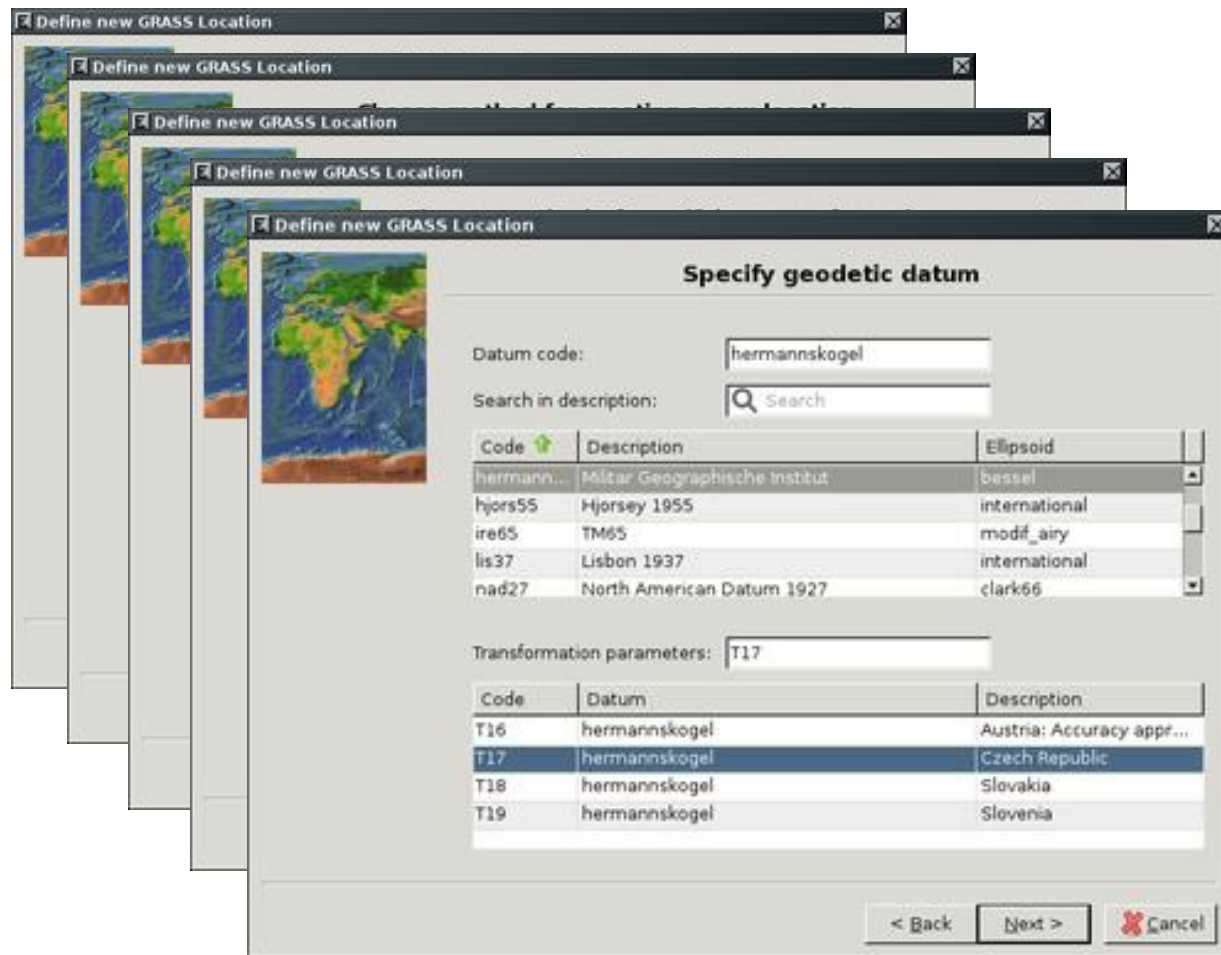 Define new GRASS Location
Define new GRASS Location
Define new GRASS Location
Define new GRASS Location
Define new GRASS Location
Specify geodetic datum
Datum code: hermannskogel
Search in description: Search
Code Description Ellipsoid
hermann... Militar Geographische Institut bessel
hjors55 Hjorsey 1955 international
ire65 TM65 modif_airy
lis37 Lisbon 1937 international
nad27 North American Datum 1927 clark66
Transformation parameters: T17
Code Datum Description
T16 hermannskogel Austria: Accuracy appr...
T17 hermannskogel Czech Republic
T18 hermannskogel Slovakia
T19 hermannskogel Slovenia
< Back Next > Cancel